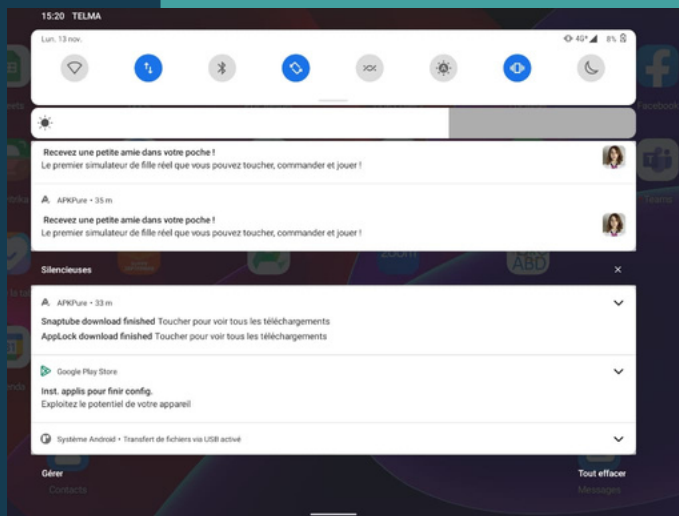 15:20 TELMA
Lun. 13 nov.
4G+ 8%
Recevez une petite amie dans votre poche !
Le premier simulateur de fille réel que vous pouvez toucher, commander et jouer !
APKPure • 35 m
Recevez une petite amie dans votre poche !
Le premier simulateur de fille réel que vous pouvez toucher, commander et jouer !
Silencieuses
APKPure • 33 m
Snaptube download finished Toucher pour voir tous les téléchargements
AppLock download finished Toucher pour voir tous les téléchargements
Google Play Store
Inst. applis pour finir config.
Exploitez le potentiel de votre appareil
Système Android • Transfert de fichiers via USB activé
Gérer
Tout effacer
Contacts
Messages
Facebook
Teams
zoom
ABD